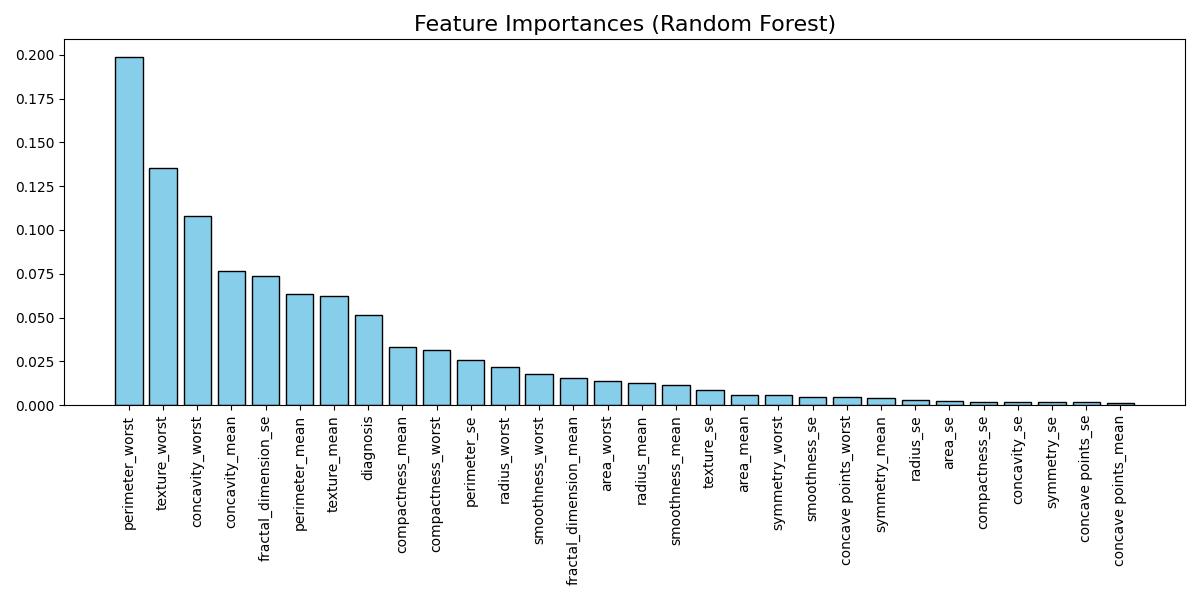 Feature Importances (Random Forest)
0.200
0.175
0.150
0.125
0.100
0.075
0.050
0.025
0.000
perimeter_worst
texture_worst
concavity_worst
concavity_mean
fractal_dimension_se
perimeter_mean
texture_mean
diagnosis
compactness_mean
compactness_worst
perimeter_se
radius_worst
smoothness_worst
fractal_dimension_mean
area_worst
radius_mean
smoothness_mean
texture_se
area_mean
symmetry_worst
smoothness_se
concave points_worst
symmetry_mean
radius_se
area_se
compactness_se
concavity_se
symmetry_se
concave points_se
concave points_mean